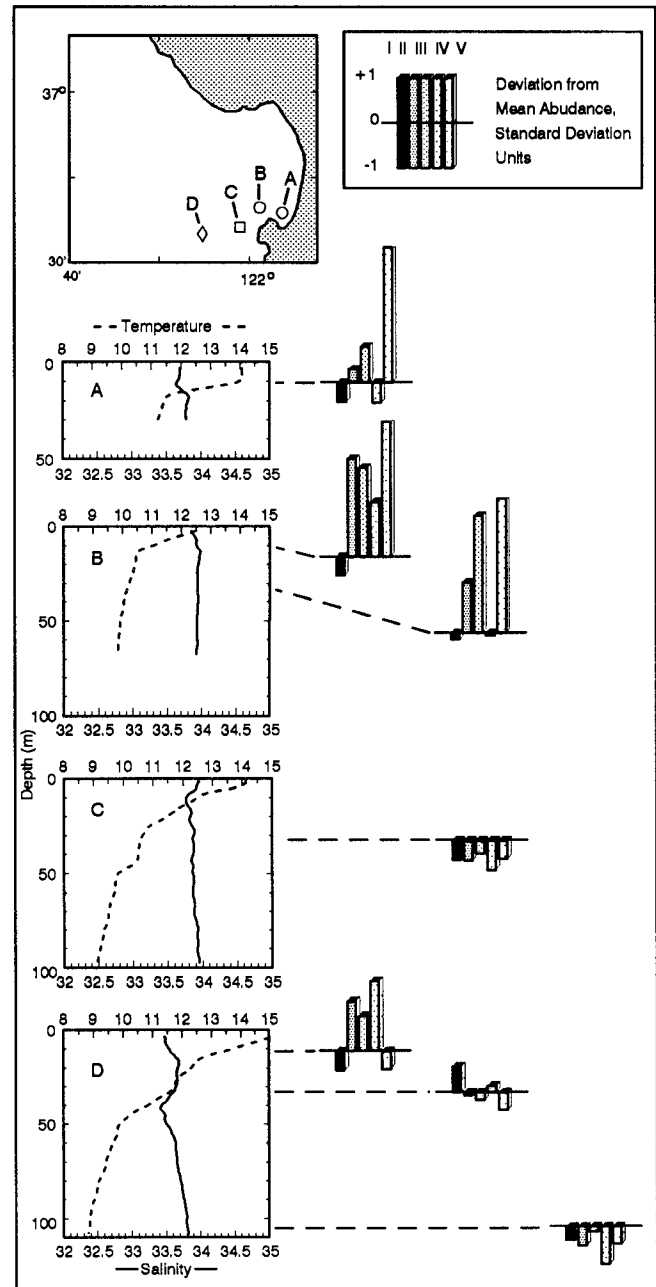 37°
30'
40'
122°
A
B
C
D
I II III IV V
+1
0
-1
Deviation from
Mean Abudance,
Standard Deviation
Units
Temperature
8 9 10 11 12 13 14 15
0
50
A
32 32.5 33 33.5 34 34.5 35
8 9 10 11 12 13 14 15
0
50
100
B
32 32.5 33 33.5 34 34.5 35
Depth (m)
8 9 10 11 12 13 14 15
0
50
100
C
32 32.5 33 33.5 34 34.5 35
8 9 10 11 12 13 14 15
0
50
100
D
32 32.5 33 33.5 34 34.5 35
Salinity